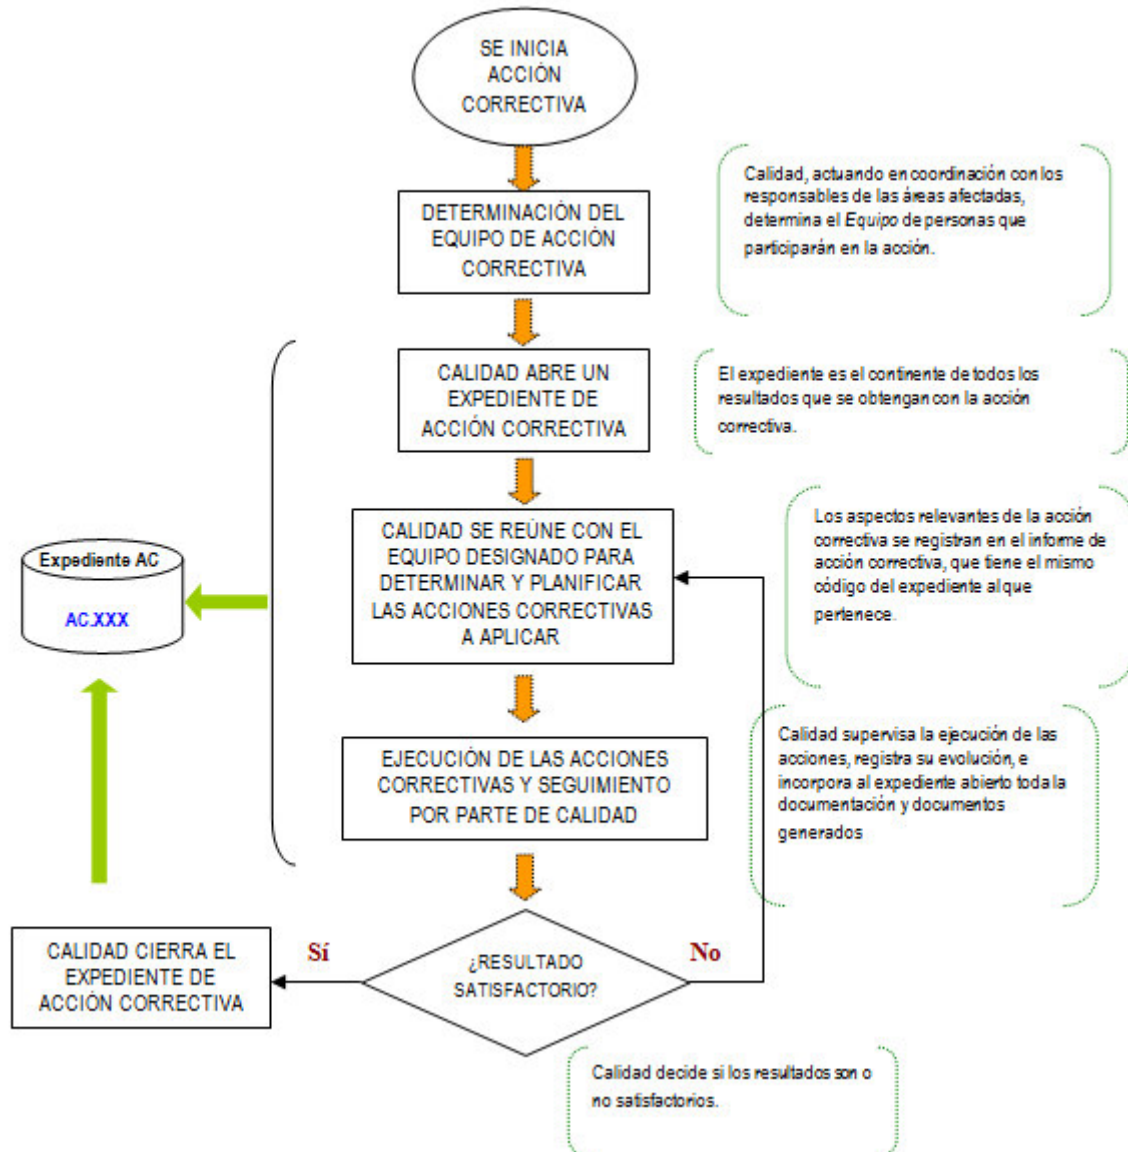 SE INICIA
ACCIÓN
CORRECTIVA
DETERMINACIÓN DEL
EQUIPO DE ACCIÓN
CORRECTIVA
Calidad, actuando en coordinación con los
responsables de las áreas afectadas,
determina el Equipo de personas que
participarán en la acción.
CALIDAD ABRE UN
EXPEDIENTE DE
ACCIÓN CORRECTIVA
El expediente es el continente de todos los
resultados que se obtengan con la acción
correctiva.
CALIDAD SE REÚNE CON EL
EQUIPO DESIGNADO PARA
DETERMINAR Y PLANIFICAR
LAS ACCIONES CORRECTIVAS
A APLICAR
Los aspectos relevantes de la acción
correctiva se registran en el informe de
acción correctiva, que tiene el mismo
código del expediente al que
pertenece.
Expediente AC
AC.XXX
EJECUCIÓN DE LAS ACCIONES
CORRECTIVAS Y SEGUIMIENTO
POR PARTE DE CALIDAD
Calidad supervisa la ejecución de las
acciones, registra su evolución, e
incorpora al expediente abierto toda la
documentación y documentos
generados
¿RESULTADO
SATISFACTORIO?
Sí
No
CALIDAD CIERRA EL
EXPEDIENTE DE
ACCIÓN CORRECTIVA
Calidad decide si los resultados son o
no satisfactorios.